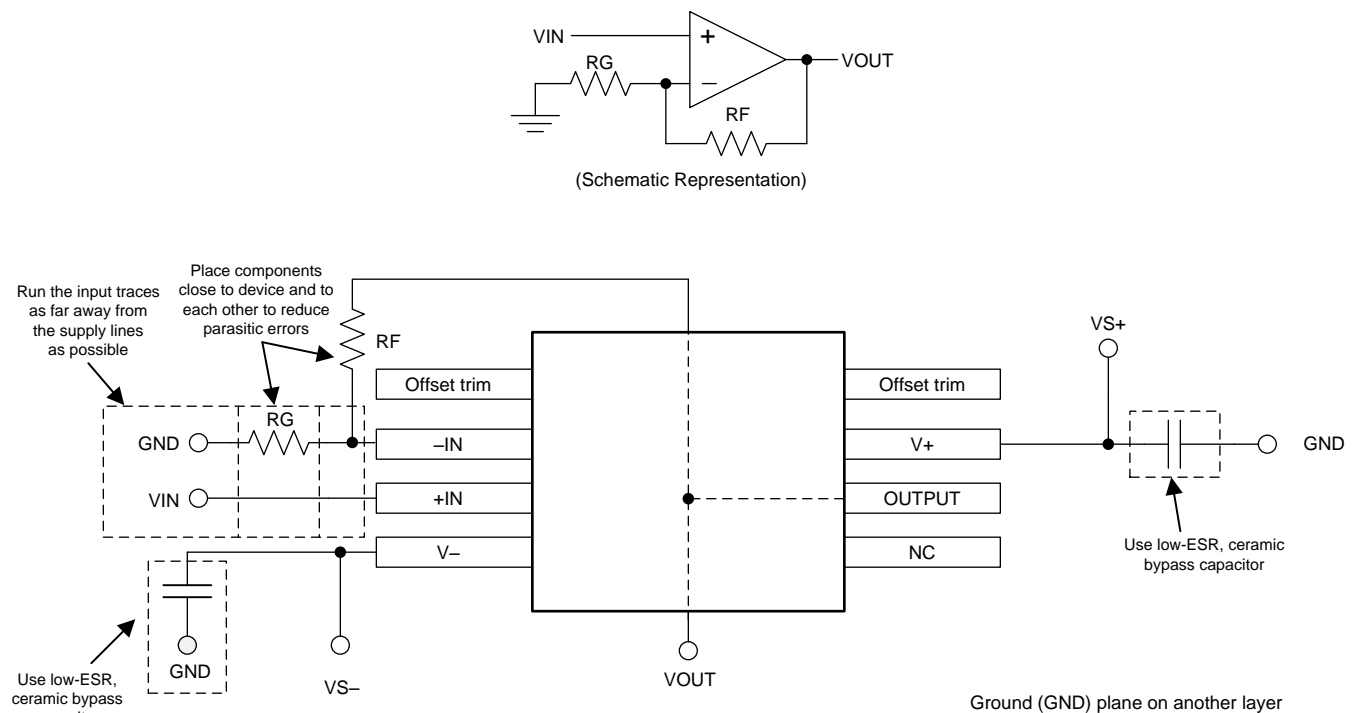 VIN
+
VOUT
RG
−
RF
(Schematic Representation)
Place components
close to device and to
each other to reduce
parasitic errors
Run the input traces
as far away from
the supply lines
as possible
VS+
RF
Offset trim
Offset trim
RG
GND
–IN
V+
GND
VIN
+IN
OUTPUT
V–
NC
Use low-ESR, ceramic
bypass capacitor
GND
VS–
VOUT
Use low-ESR,
ceramic bypass
Ground (GND) plane on another layer